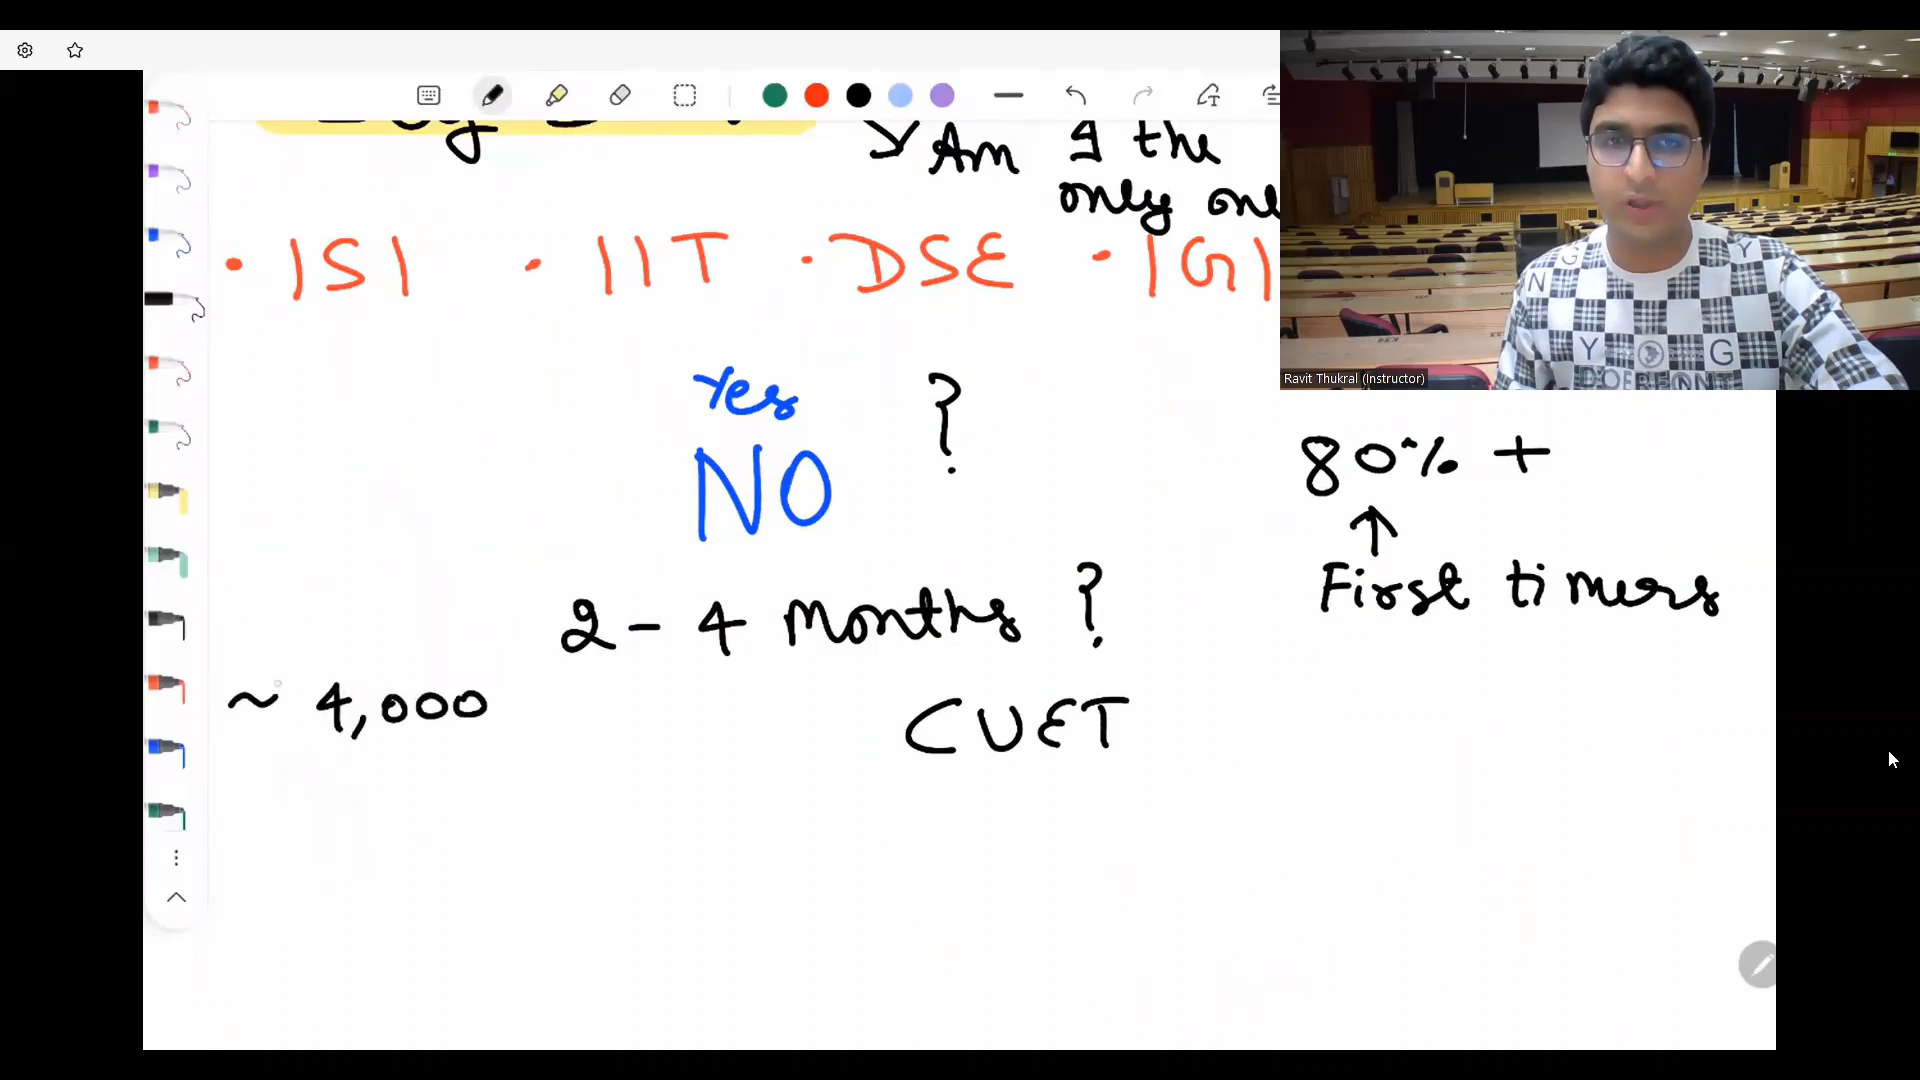 Am I the
only one
• ISI • IIT • DSE • IGI
Yes
NO ?
80% +
↑
First timers
2 - 4 months ?
~ 4,000
CUET
Ravit Thukral (Instructor)
N G Y
Y G